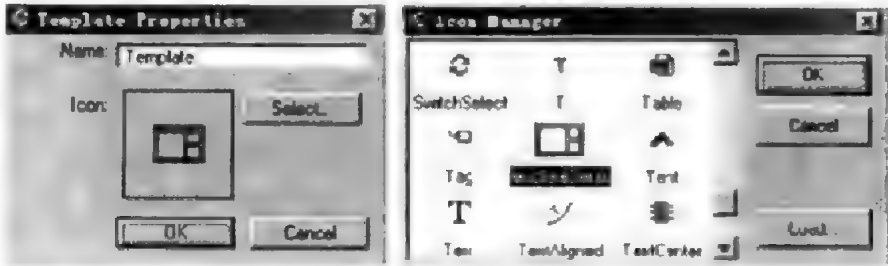 Template Properties
Name: Template
Icon: Select...
OK Cancel
Icon Manager
SwitchSelect T Table
Tag Tent
Text TextAligned TextCenter
OK
Cancel
Load...